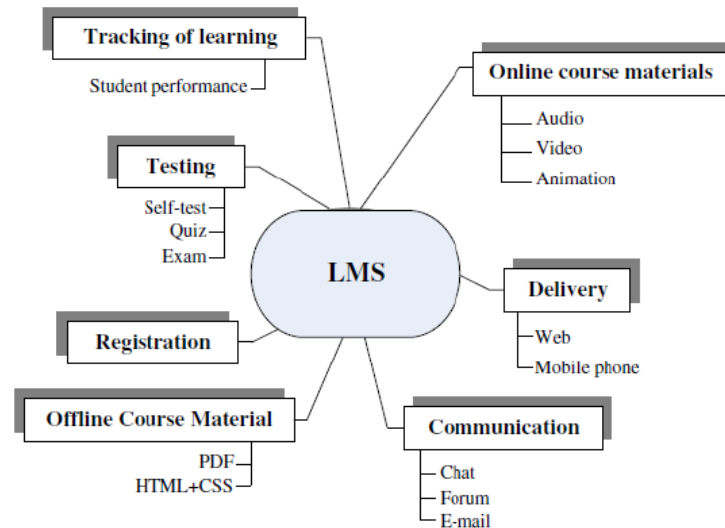 Tracking of learning
Student performance
Online course materials
Audio
Video
Animation
Testing
Self-test
Quiz
Exam
LMS
Delivery
Web
Mobile phone
Registration
Offline Course Material
PDF
HTML+CSS
Communication
Chat
Forum
E-mail